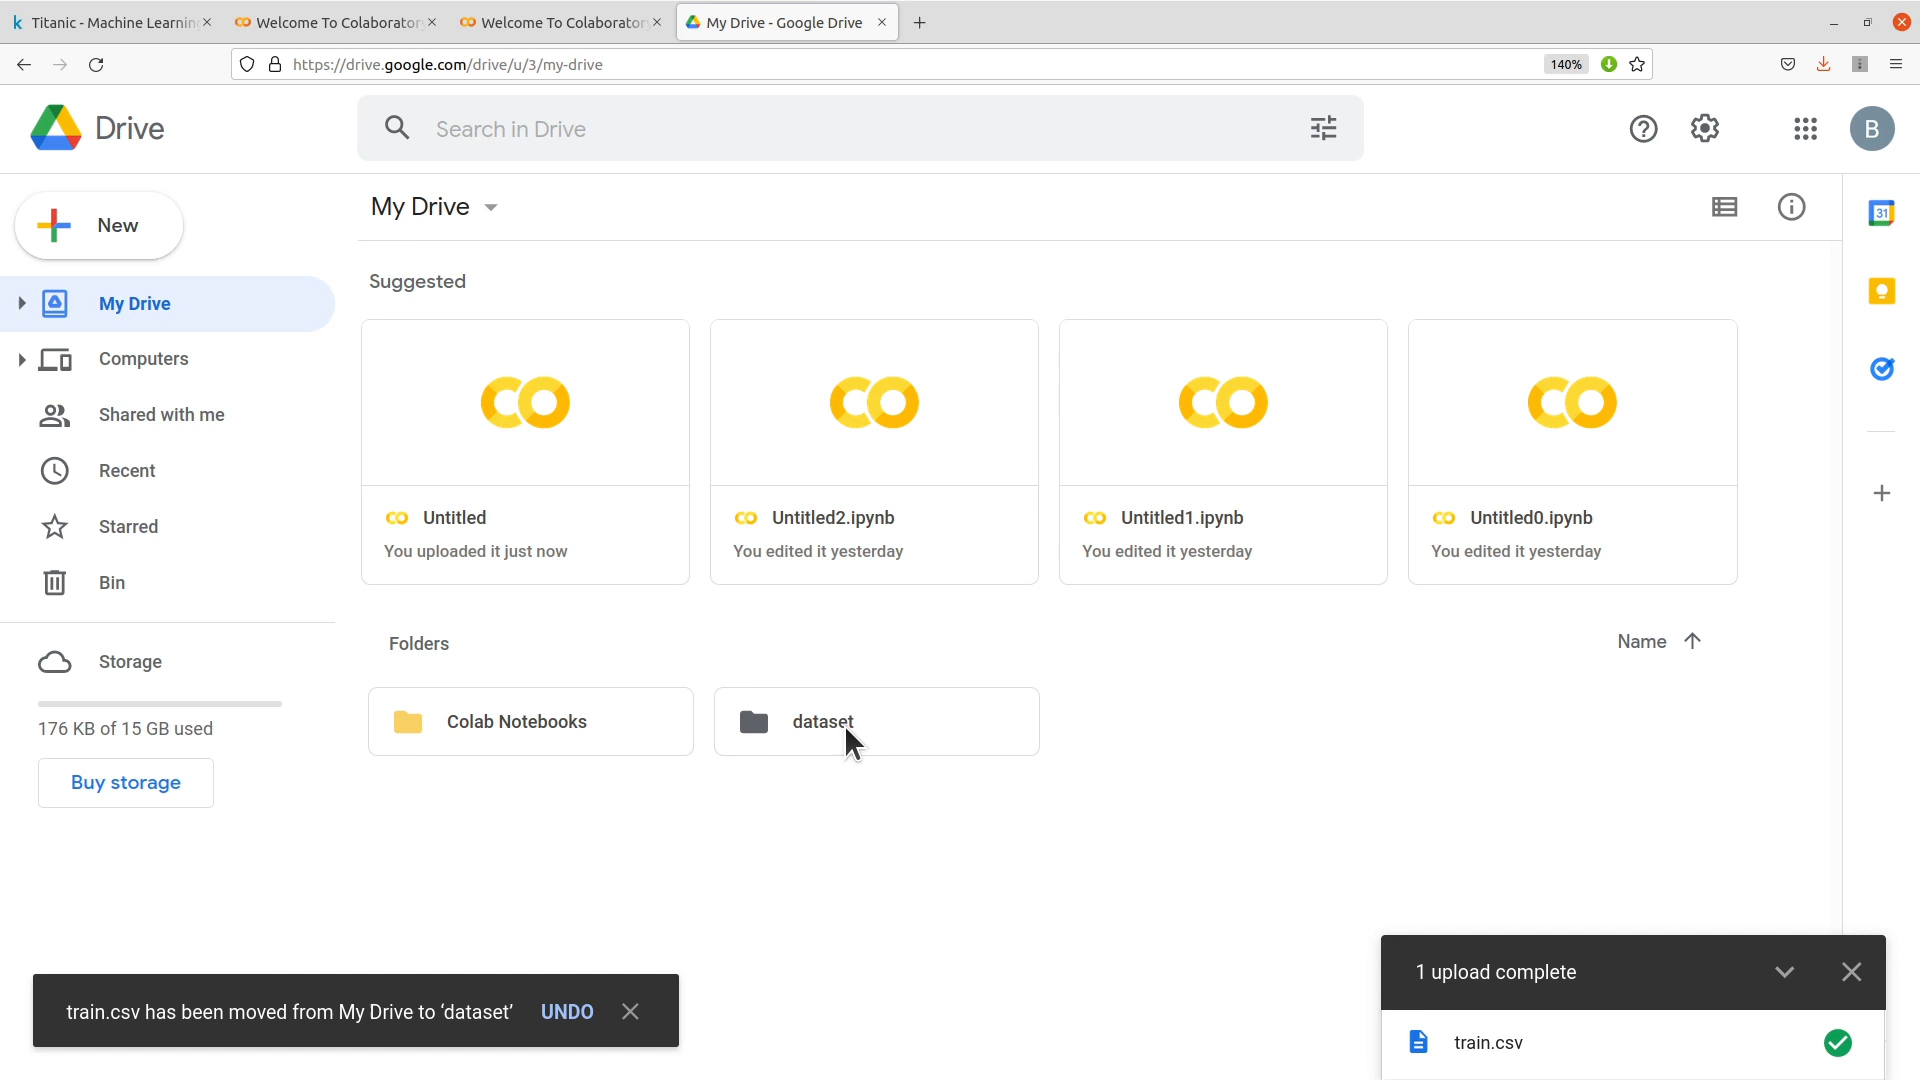 Titanic - Machine Learning
Welcome To Colaborator
Welcome To Colaborator
My Drive - Google Drive
https://drive.google.com/drive/u/3/my-drive
140%
Drive
Search in Drive
B
New
My Drive
31
My Drive
Computers
Shared with me
Recent
Starred
Bin
Storage
176 KB of 15 GB used
Buy storage
Suggested
Untitled
You uploaded it just now
Untitled2.ipynb
You edited it yesterday
Untitled1.ipynb
You edited it yesterday
Untitled0.ipynb
You edited it yesterday
Folders
Name
Colab Notebooks
dataset
train.csv has been moved from My Drive to ‘dataset’ UNDO
1 upload complete
train.csv